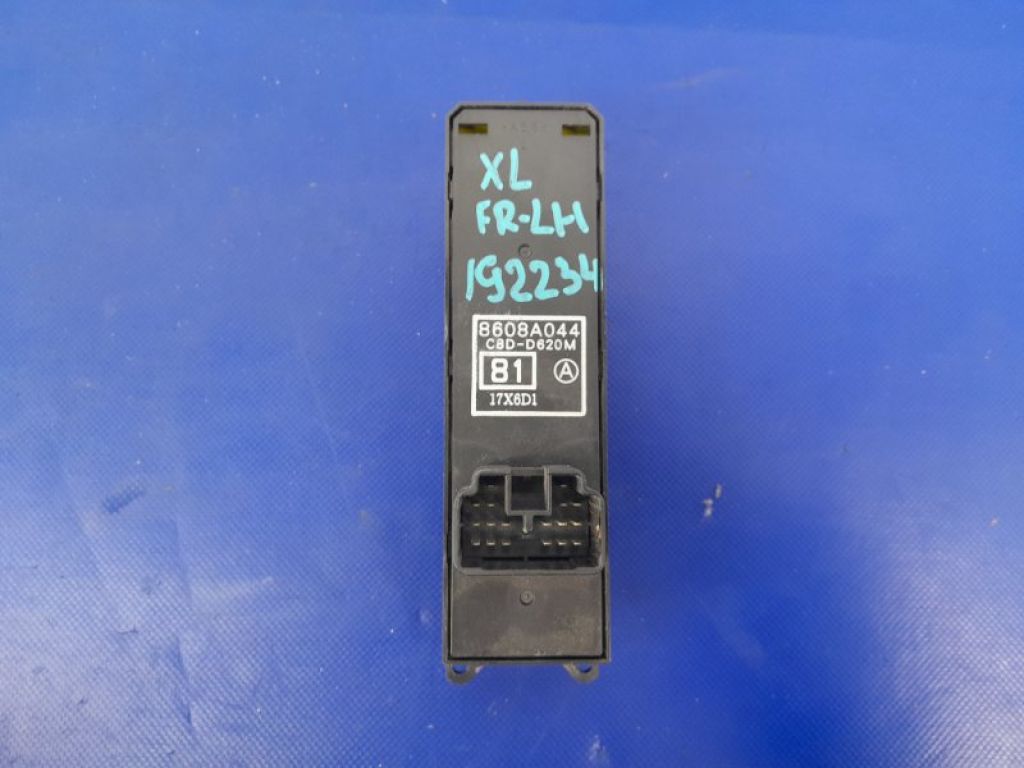 XL
FR-LH
192234
8608A044
C8D-D620M
81 A
17X6D1